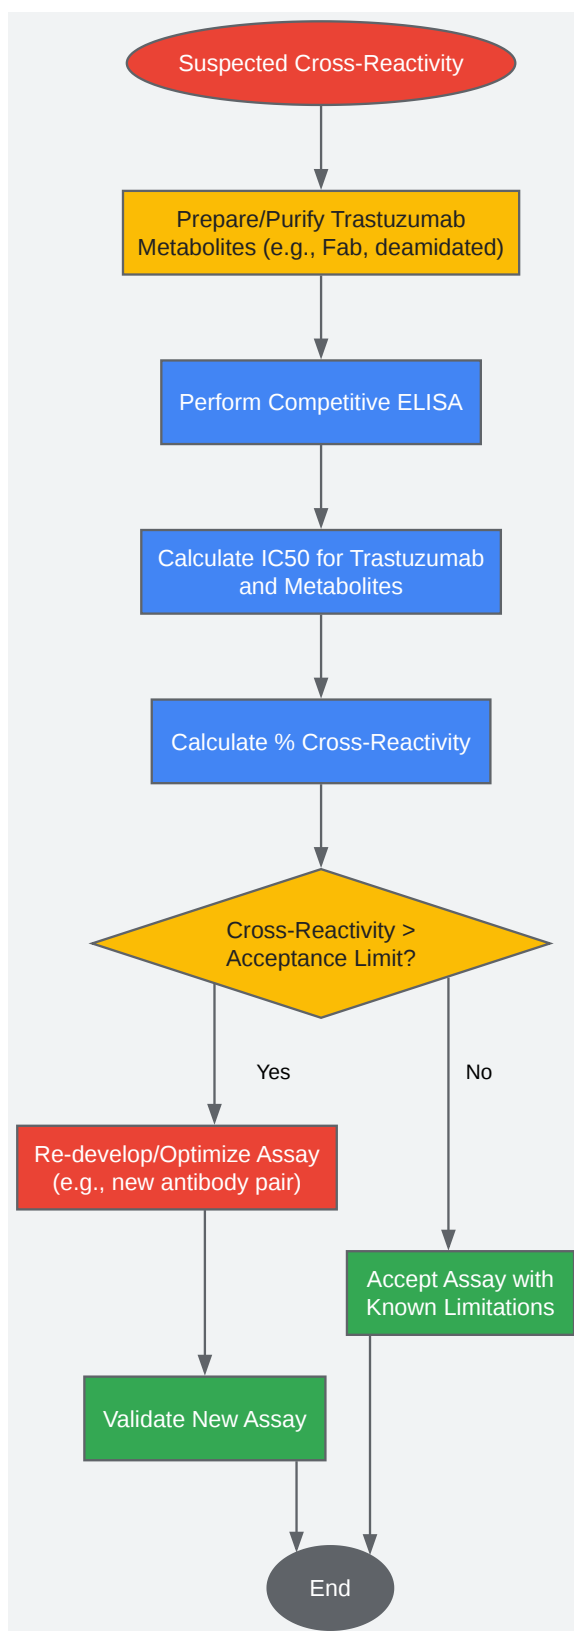 Suspected Cross-Reactivity
Prepare/Purify Trastuzumab
Metabolites (e.g., Fab, deamidated)
Perform Competitive ELISA
Calculate IC50 for Trastuzumab
and Metabolites
Calculate % Cross-Reactivity
Cross-Reactivity >
Acceptance Limit?
Yes
No
Re-develop/Optimize Assay
(e.g., new antibody pair)
Accept Assay with
Known Limitations
Validate New Assay
End